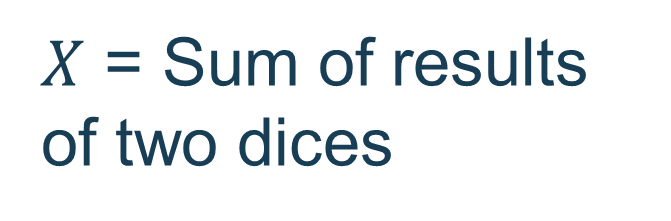 X = Sum of results
of two dices